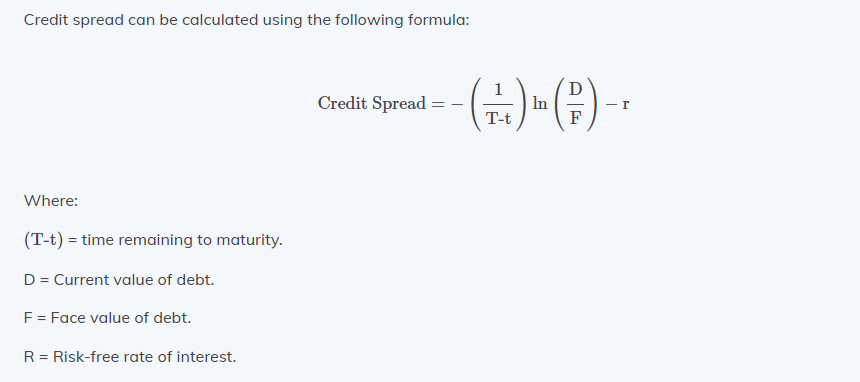 Credit spread can be calculated using the following formula:
Credit Spread = − (1/T-t) ln (D/F) − r
Where:
(T-t) = time remaining to maturity.
D = Current value of debt.
F = Face value of debt.
R = Risk-free rate of interest.